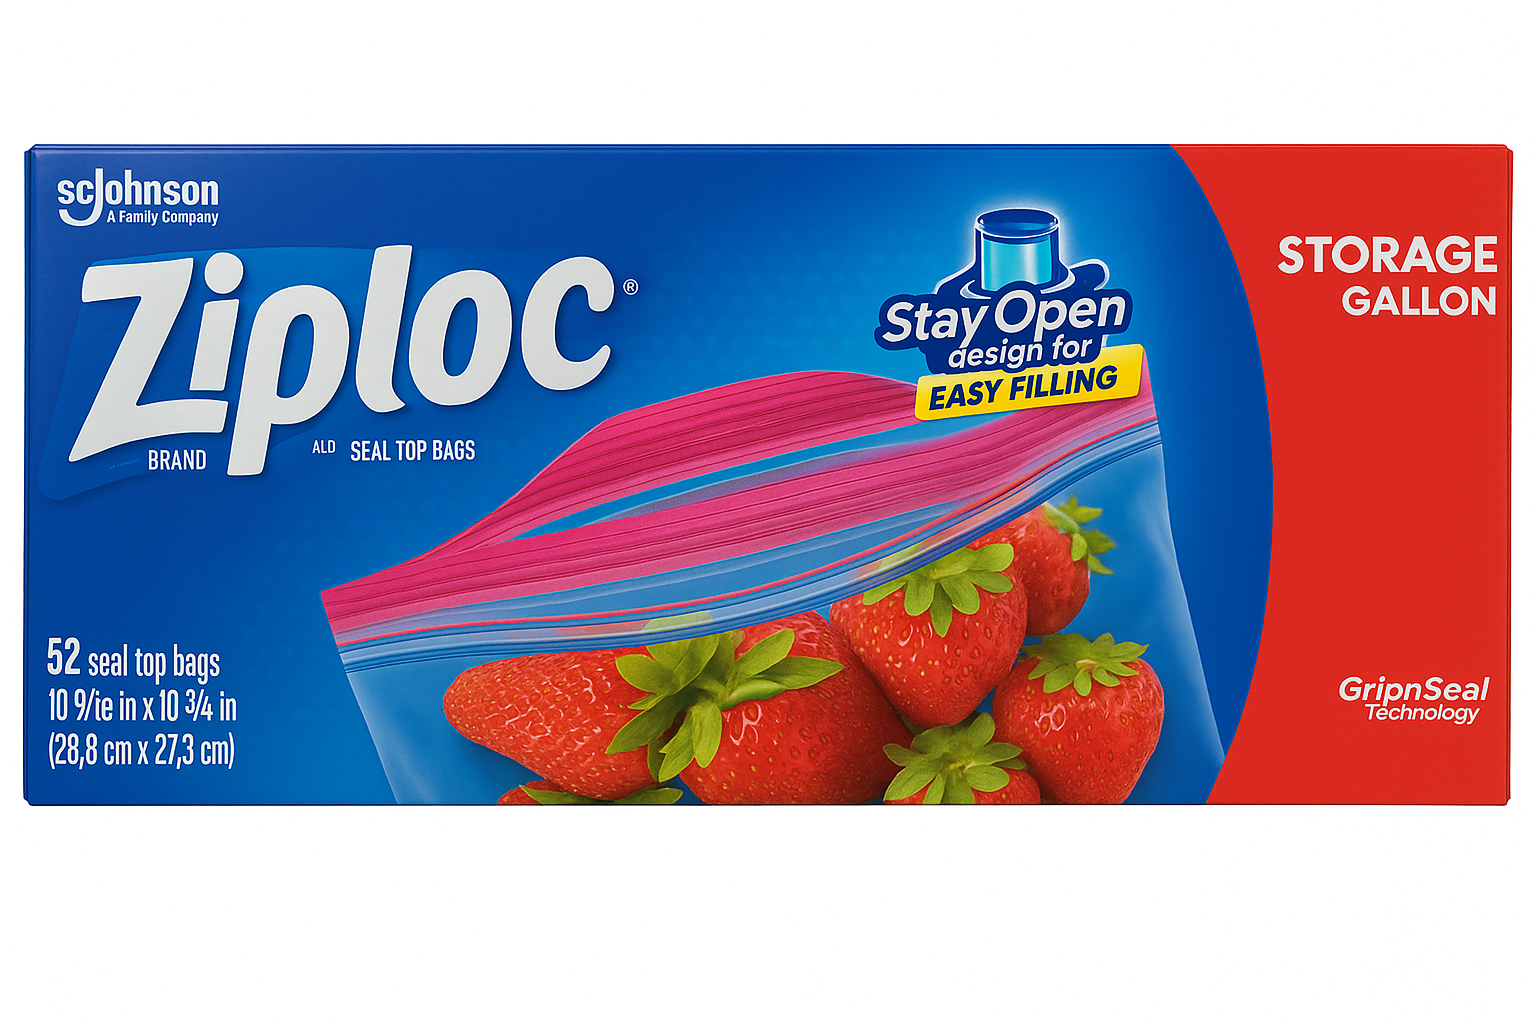 scJohnson
A Family Company
Ziploc®
BRAND ALD SEAL TOP BAGS
Stay Open
design for
EASY FILLING
STORAGE
GALLON
52 seal top bags
10 9/te in x 10 3/4 in
(28,8 cm x 27,3 cm)
GripnSeal
Technology